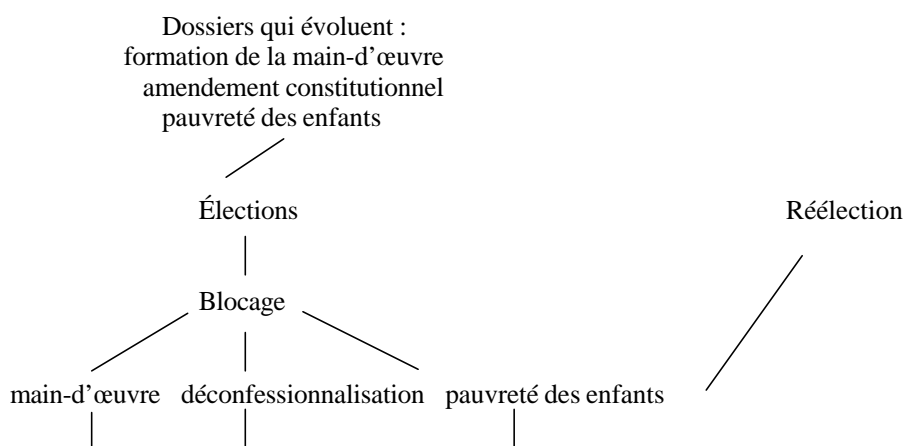 Dossiers qui évoluent :
formation de la main-d’œuvre
amendement constitutionnel
pauvreté des enfants
Élections
Réélection
Blocage
main-d’œuvre déconfessionnalisation pauvreté des enfants